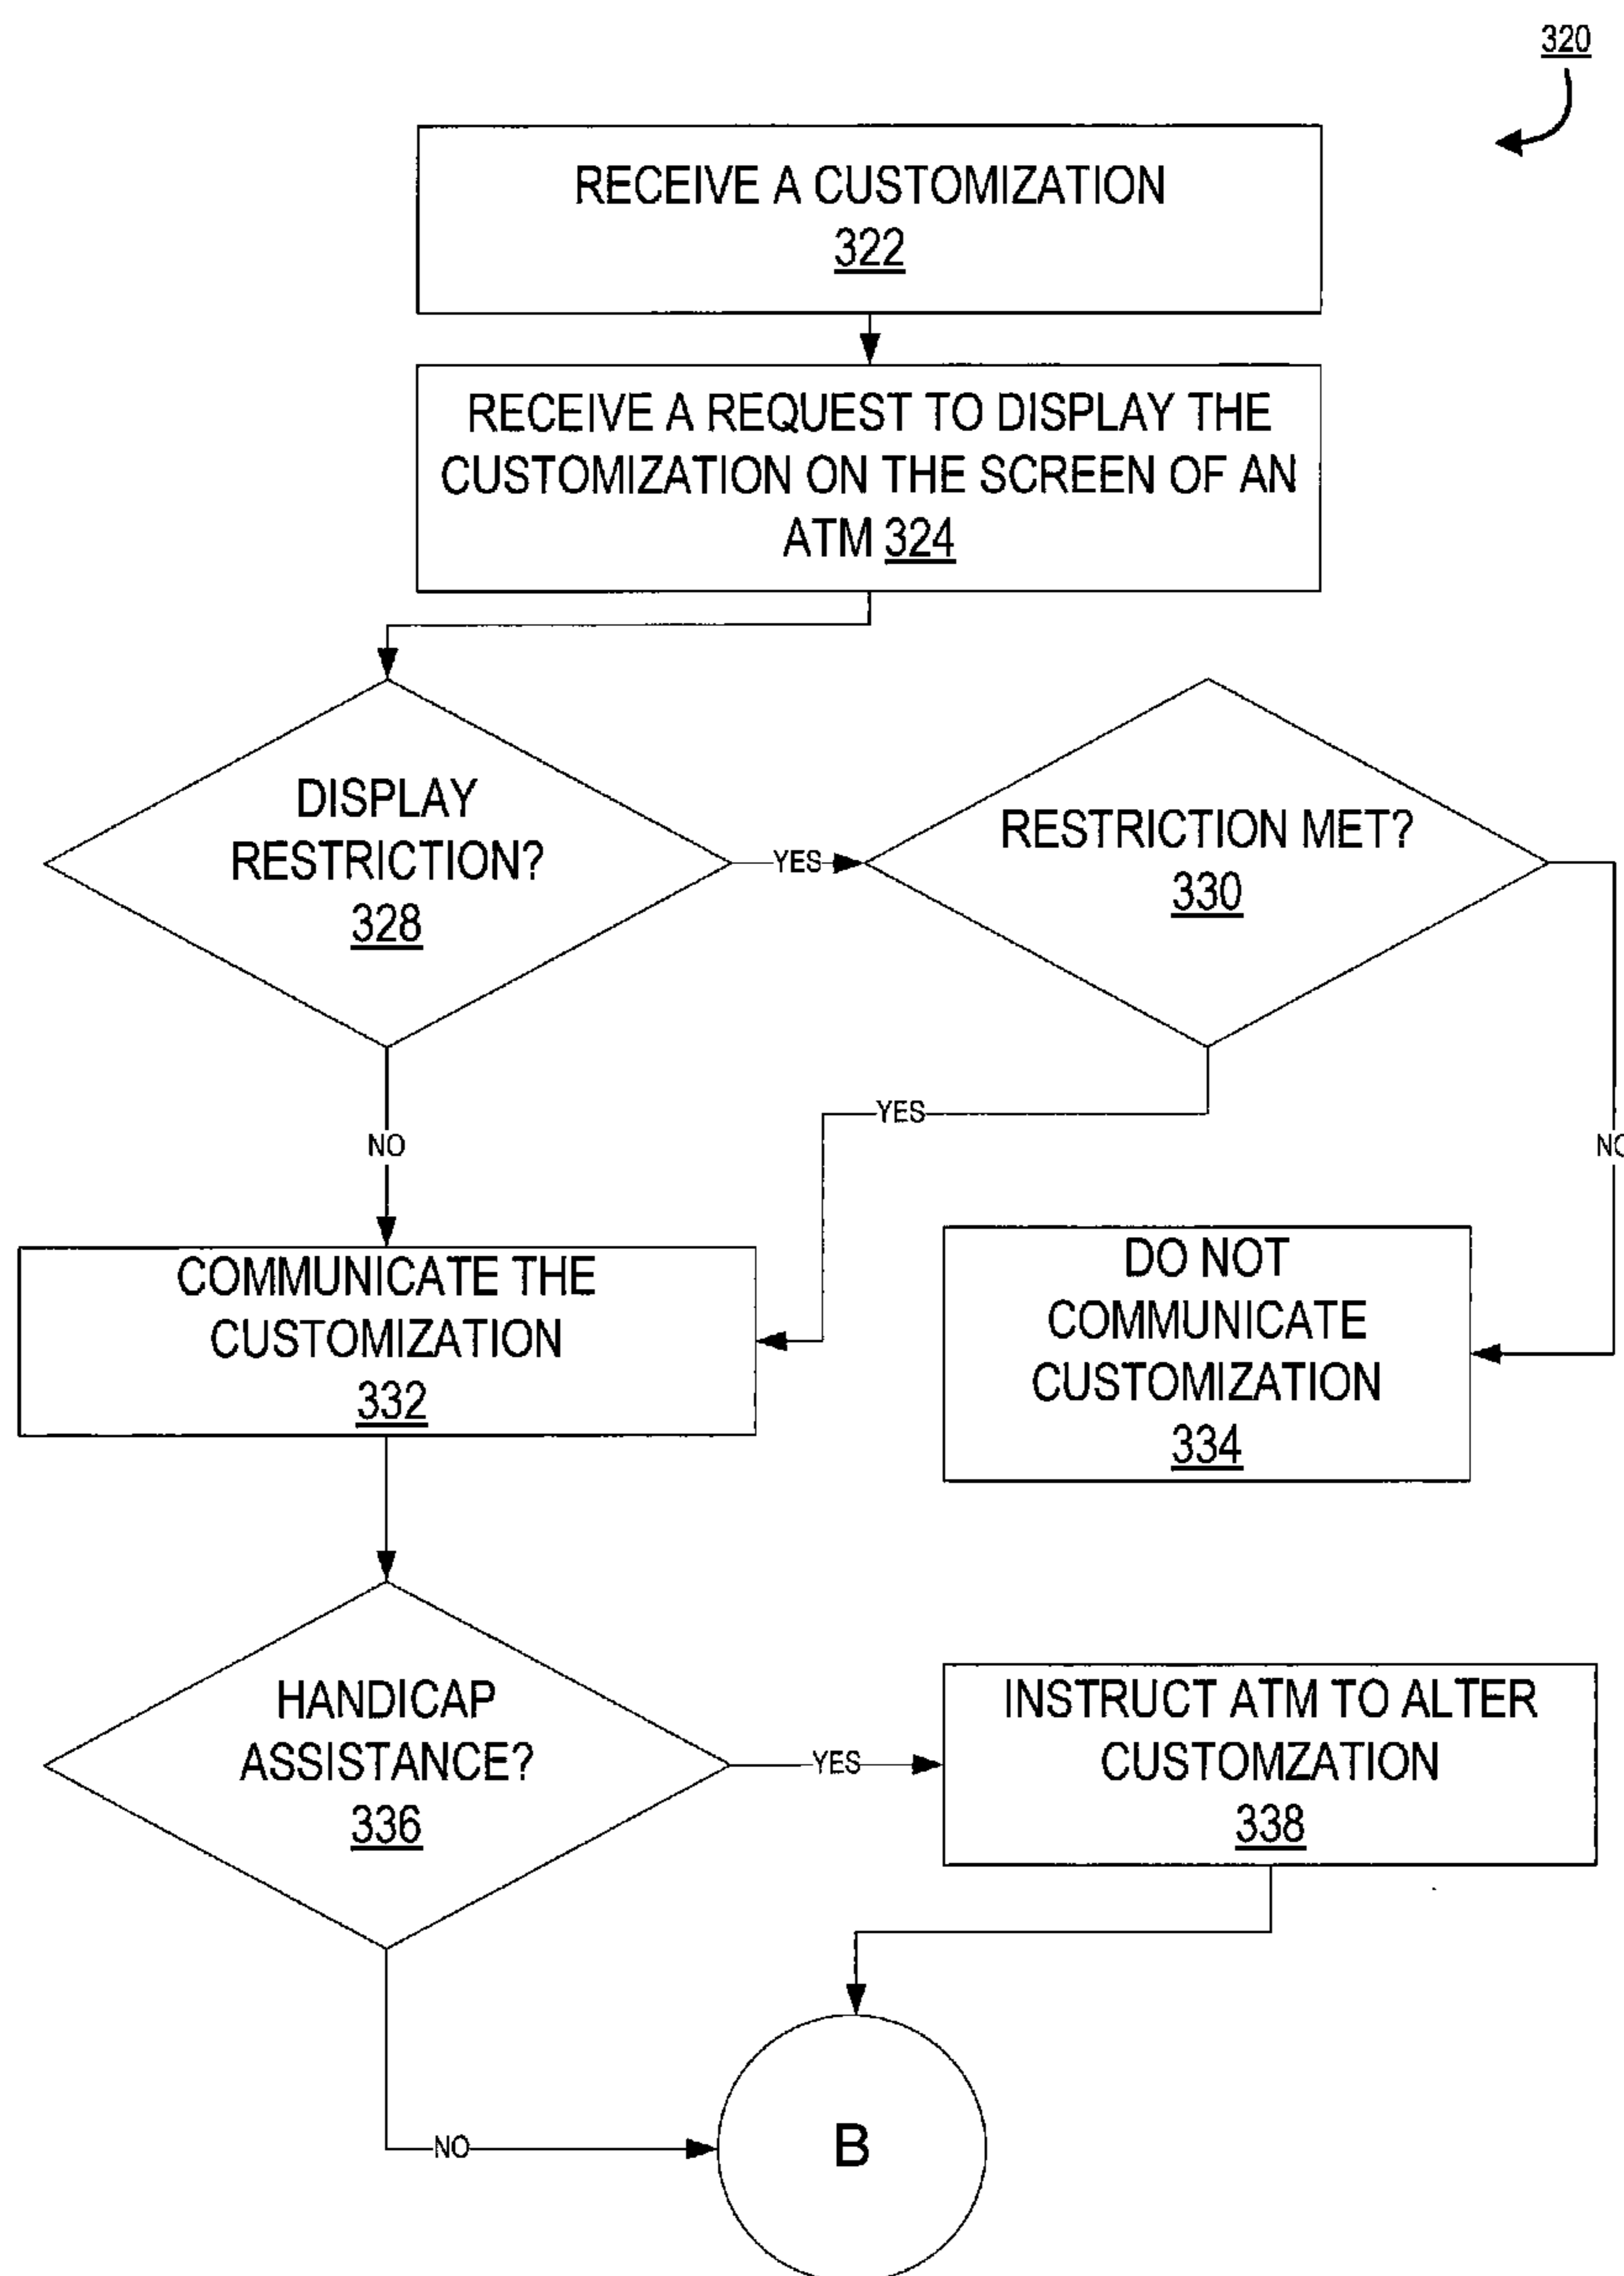 320
RECEIVE A CUSTOMIZATION
322
RECEIVE A REQUEST TO DISPLAY THE
CUSTOMIZATION ON THE SCREEN OF AN
ATM 324
DISPLAY
RESTRICTION?
328
YES
RESTRICTION MET?
330
YES
NO
NO
COMMUNICATE THE
CUSTOMIZATION
332
DO NOT
COMMUNICATE
CUSTOMIZATION
334
HANDICAP
ASSISTANCE?
336
YES
INSTRUCT ATM TO ALTER
CUSTOMZATION
338
NO
B